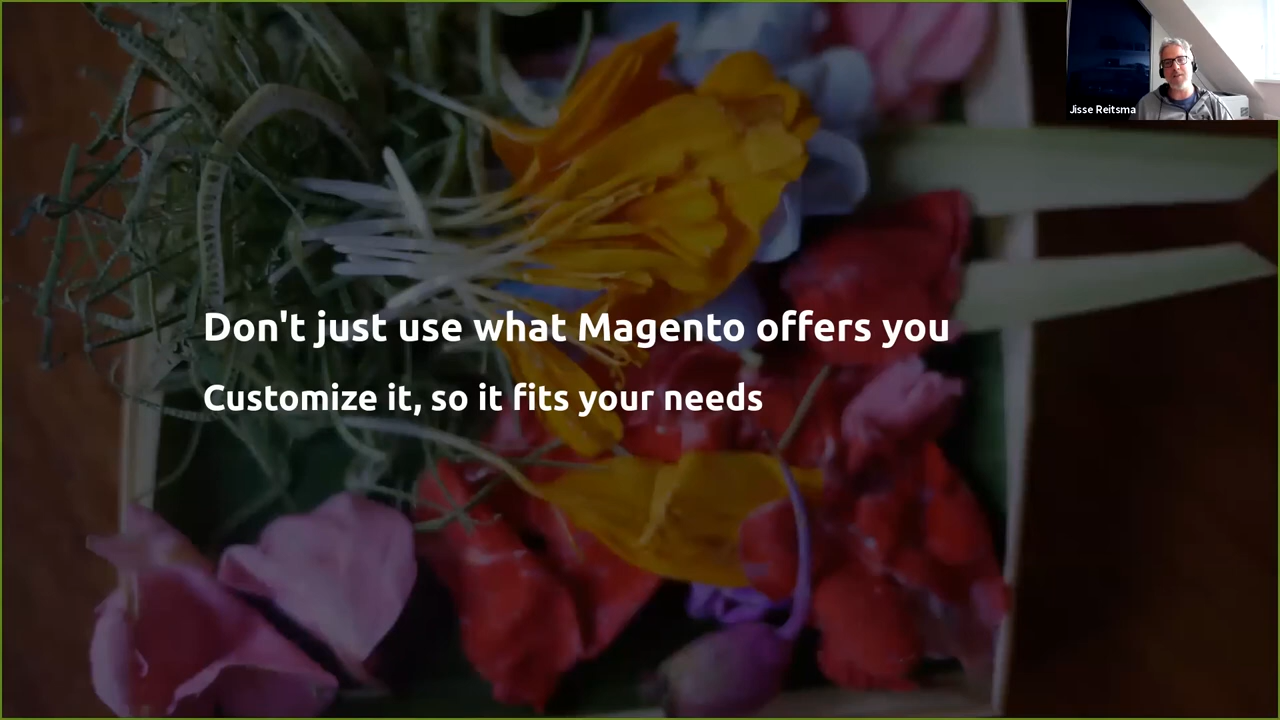 Jisse Reitsma
Don't just use what Magento offers you
Customize it, so it fits your needs